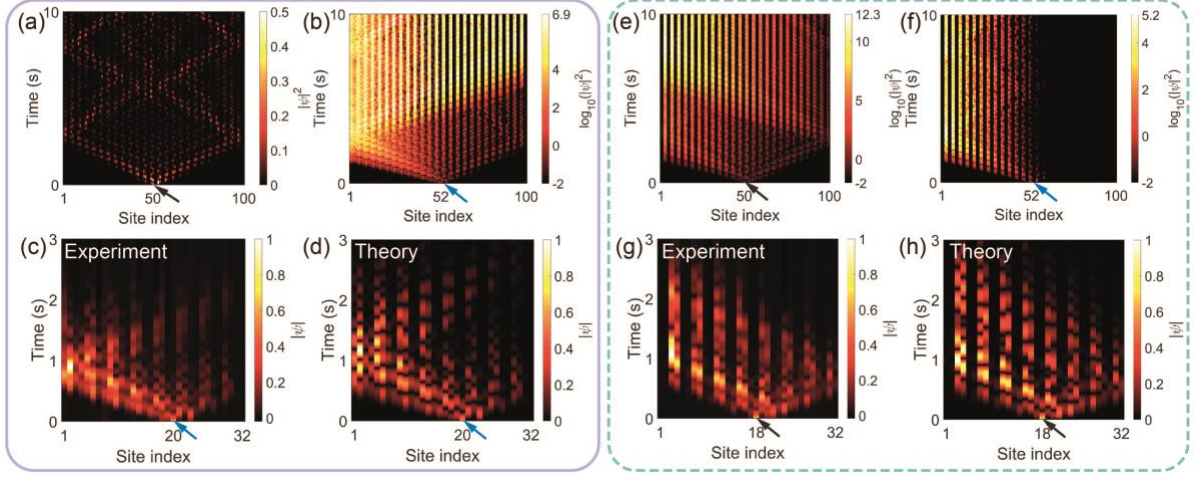 (a)
10
Time (s)
0
1
50
100
Site index
0.5
0.4
0.3
0.2
0.1
0
|ψ|²
(b)
10
Time (s)
0
1
52
100
Site index
6.9
4
2
0
-2
log₁₀(|ψ|²)
(e)
10
Time (s)
0
1
50
100
Site index
12.3
10
5
0
-2
log₁₀(|ψ|²)
(f)
10
Time (s)
0
1
52
100
Site index
5.2
4
2
0
-2
log₁₀(|ψ|²)
(c)
Experiment
3
2
1
0
Time (s)
1
20
32
Site index
1
0.8
0.6
0.4
0.2
0
|ψ|
(d)
Theory
3
2
1
0
Time (s)
1
20
32
Site index
1
0.8
0.6
0.4
0.2
0
|ψ|
(g)
Experiment
3
2
1
0
Time (s)
1
18
32
Site index
1
0.8
0.6
0.4
0.2
0
|ψ|
(h)
Theory
3
2
1
0
Time (s)
1
18
32
Site index
1
0.8
0.6
0.4
0.2
0
|ψ|